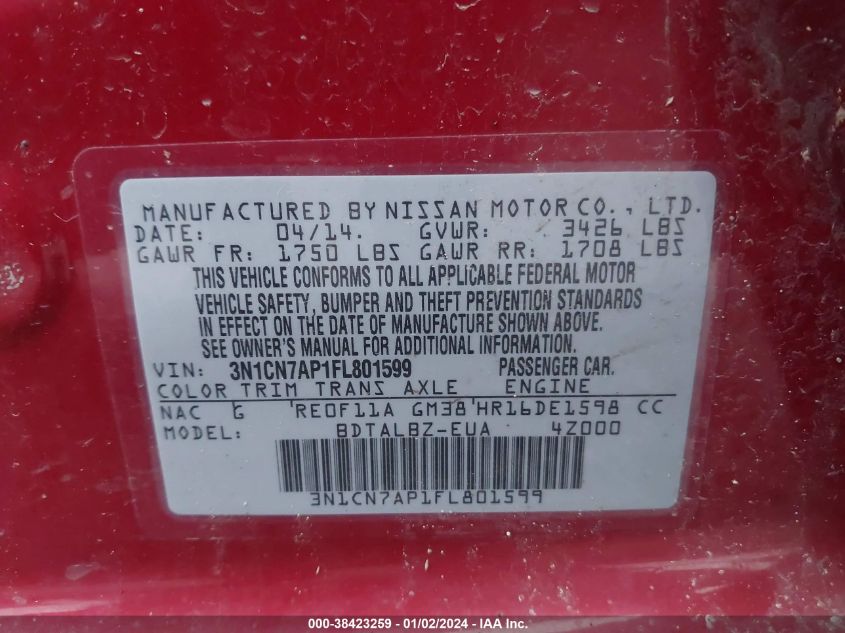 MANUFACTURED BY NISSAN MOTOR CO., LTD.
DATE: 04/14. GVWR: 3426 LBS
GAWR FR: 1750 LBS GAWR RR: 1708 LBS
THIS VEHICLE CONFORMS TO ALL APPLICABLE FEDERAL MOTOR
VEHICLE SAFETY, BUMPER AND THEFT PREVENTION STANDARDS
IN EFFECT ON THE DATE OF MANUFACTURE SHOWN ABOVE.
SEE OWNER'S MANUAL FOR ADDITIONAL INFORMATION.
VIN: 3N1CN7AP1FL801599 PASSENGER CAR.
COLOR TRIM TRANS AXLE ENGINE
NAC G RE0F11A GM38 HR16DE1598 CC
MODEL: BDTALBZ-EUA 4Z000
3N1CN7AP1FL801599
000-38423259 - 01/02/2024 - IAA Inc.